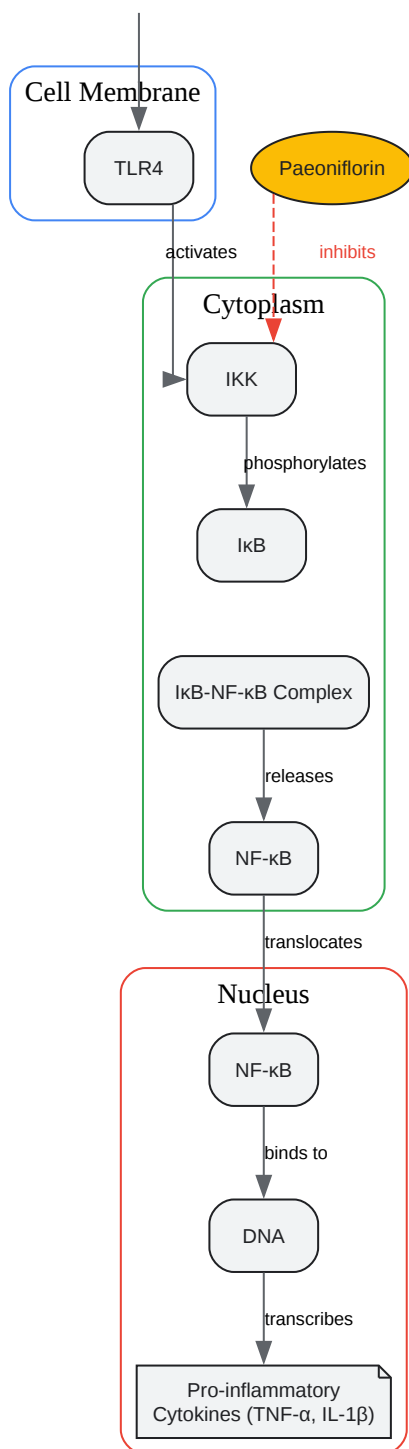 Cell Membrane
TLR4
Paeoniflorin
activates
inhibits
Cytoplasm
IKK
phosphorylates
IκB
IκB-NF-κB Complex
releases
NF-κB
translocates
Nucleus
NF-κB
binds to
DNA
transcribes
Pro-inflammatory
Cytokines (TNF-α, IL-1β)